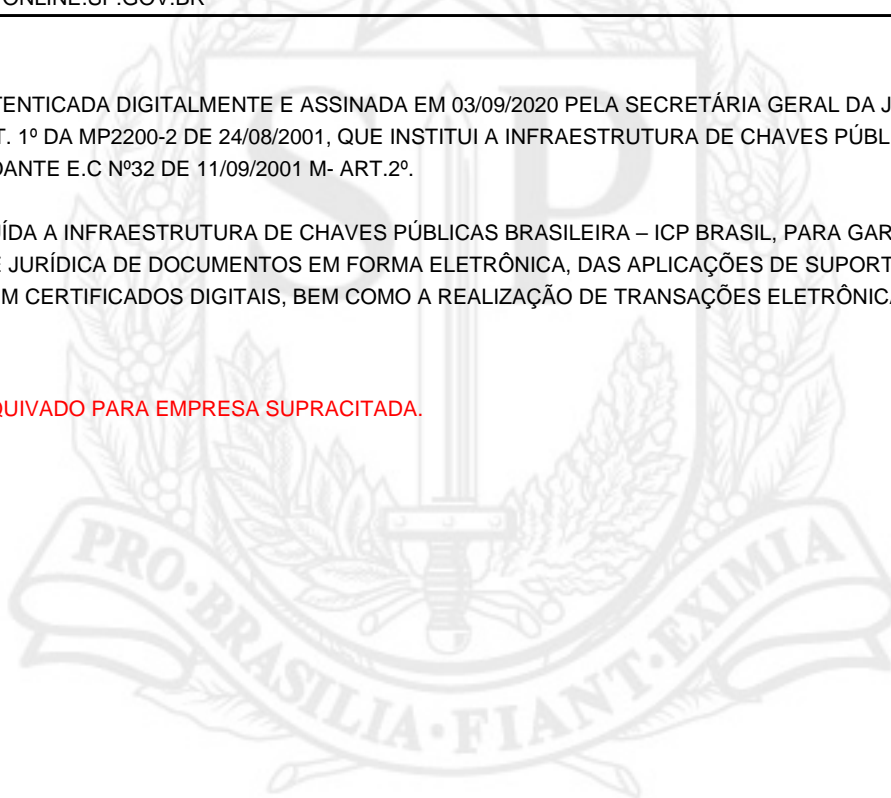 ONLINE.SP.GOV.BR
TENTICADA DIGITALMENTE E ASSINADA EM 03/09/2020 PELA SECRETÁRIA GERAL DA J
T. 1º DA MP2200-2 DE 24/08/2001, QUE INSTITUI A INFRAESTRUTURA DE CHAVES PÚBL
DANTE E.C Nº32 DE 11/09/2001 M- ART.2º.
ÍDA A INFRAESTRUTURA DE CHAVES PÚBLICAS BRASILEIRA – ICP BRASIL, PARA GAR
E JURÍDICA DE DOCUMENTOS EM FORMA ELETRÔNICA, DAS APLICAÇÕES DE SUPORT
M CERTIFICADOS DIGITAIS, BEM COMO A REALIZAÇÃO DE TRANSAÇÕES ELETRÔNICA
QUIVADO PARA EMPRESA SUPRACITADA.
SP
PRO·BRASILIA·FIANT·EXIMIA